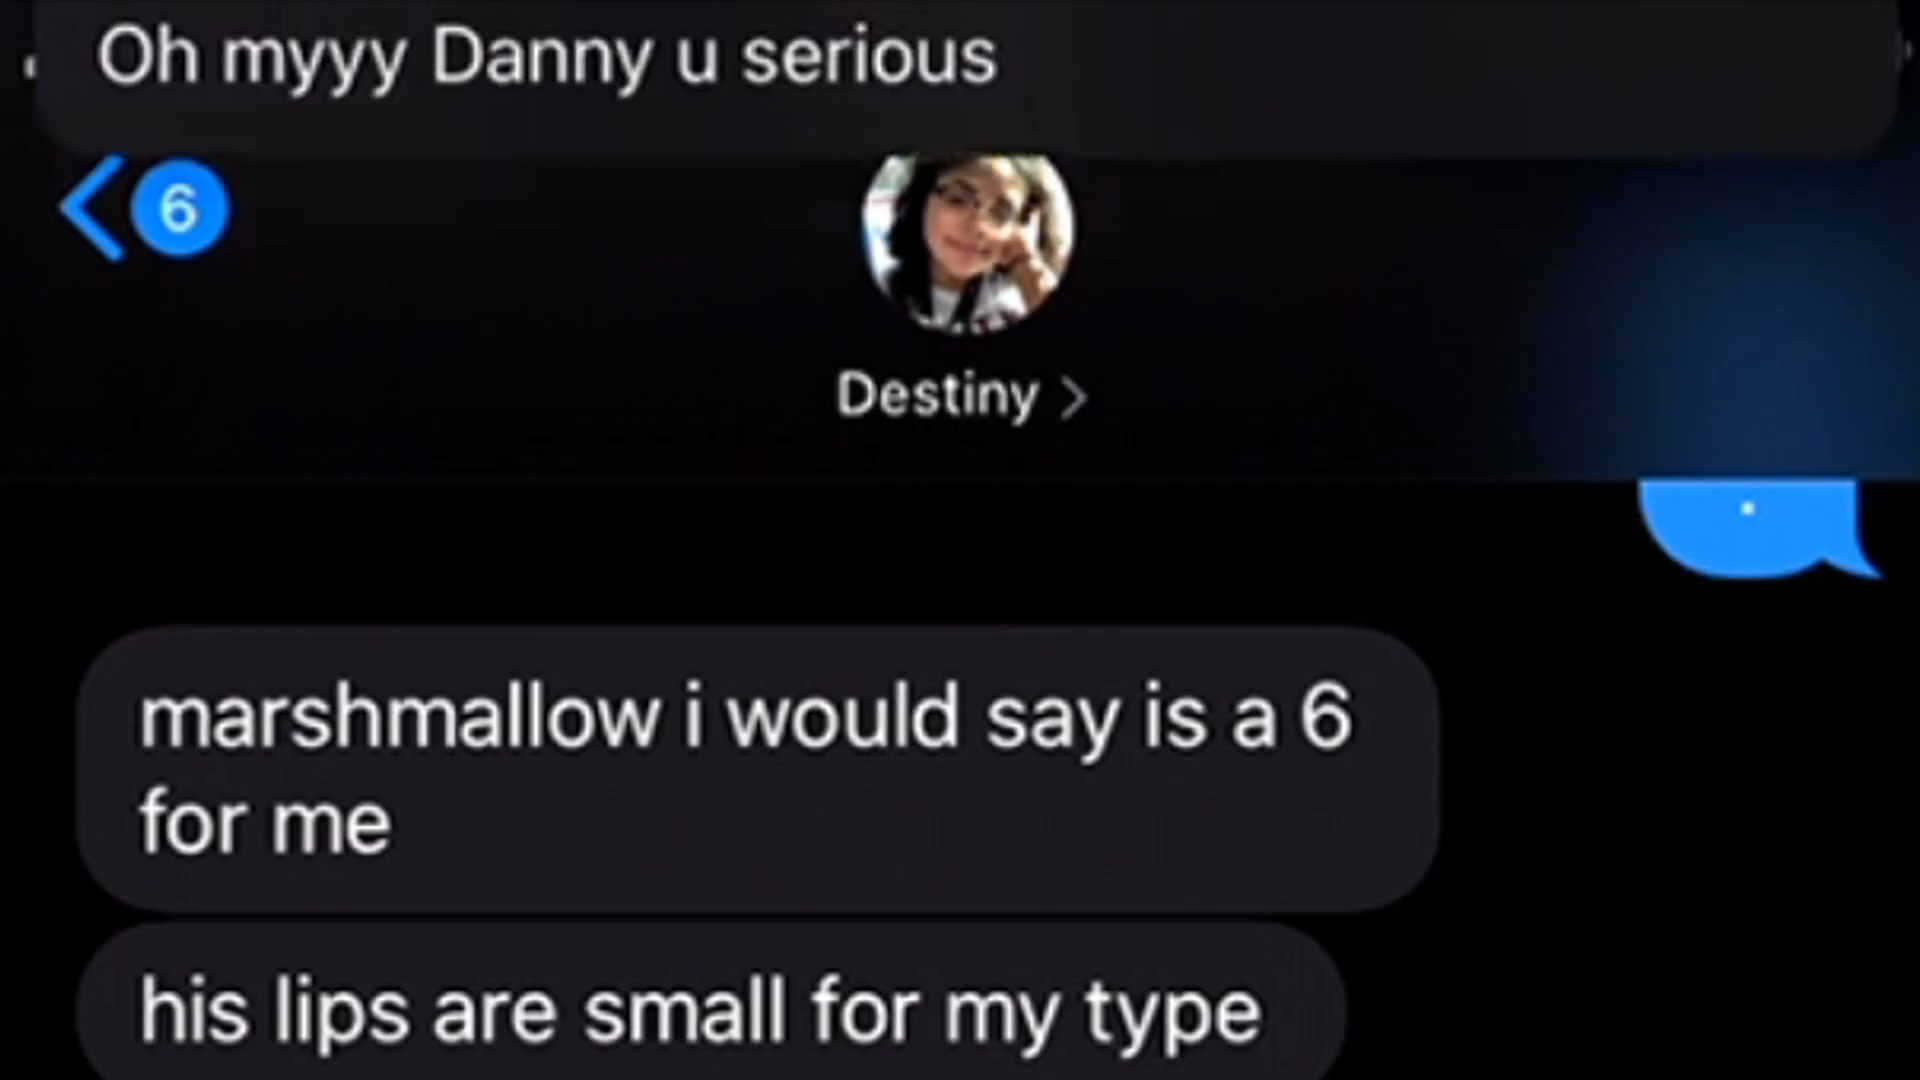 Oh myyy Danny u serious
6
Destiny
marshmallow i would say is a 6
for me
his lips are small for my type